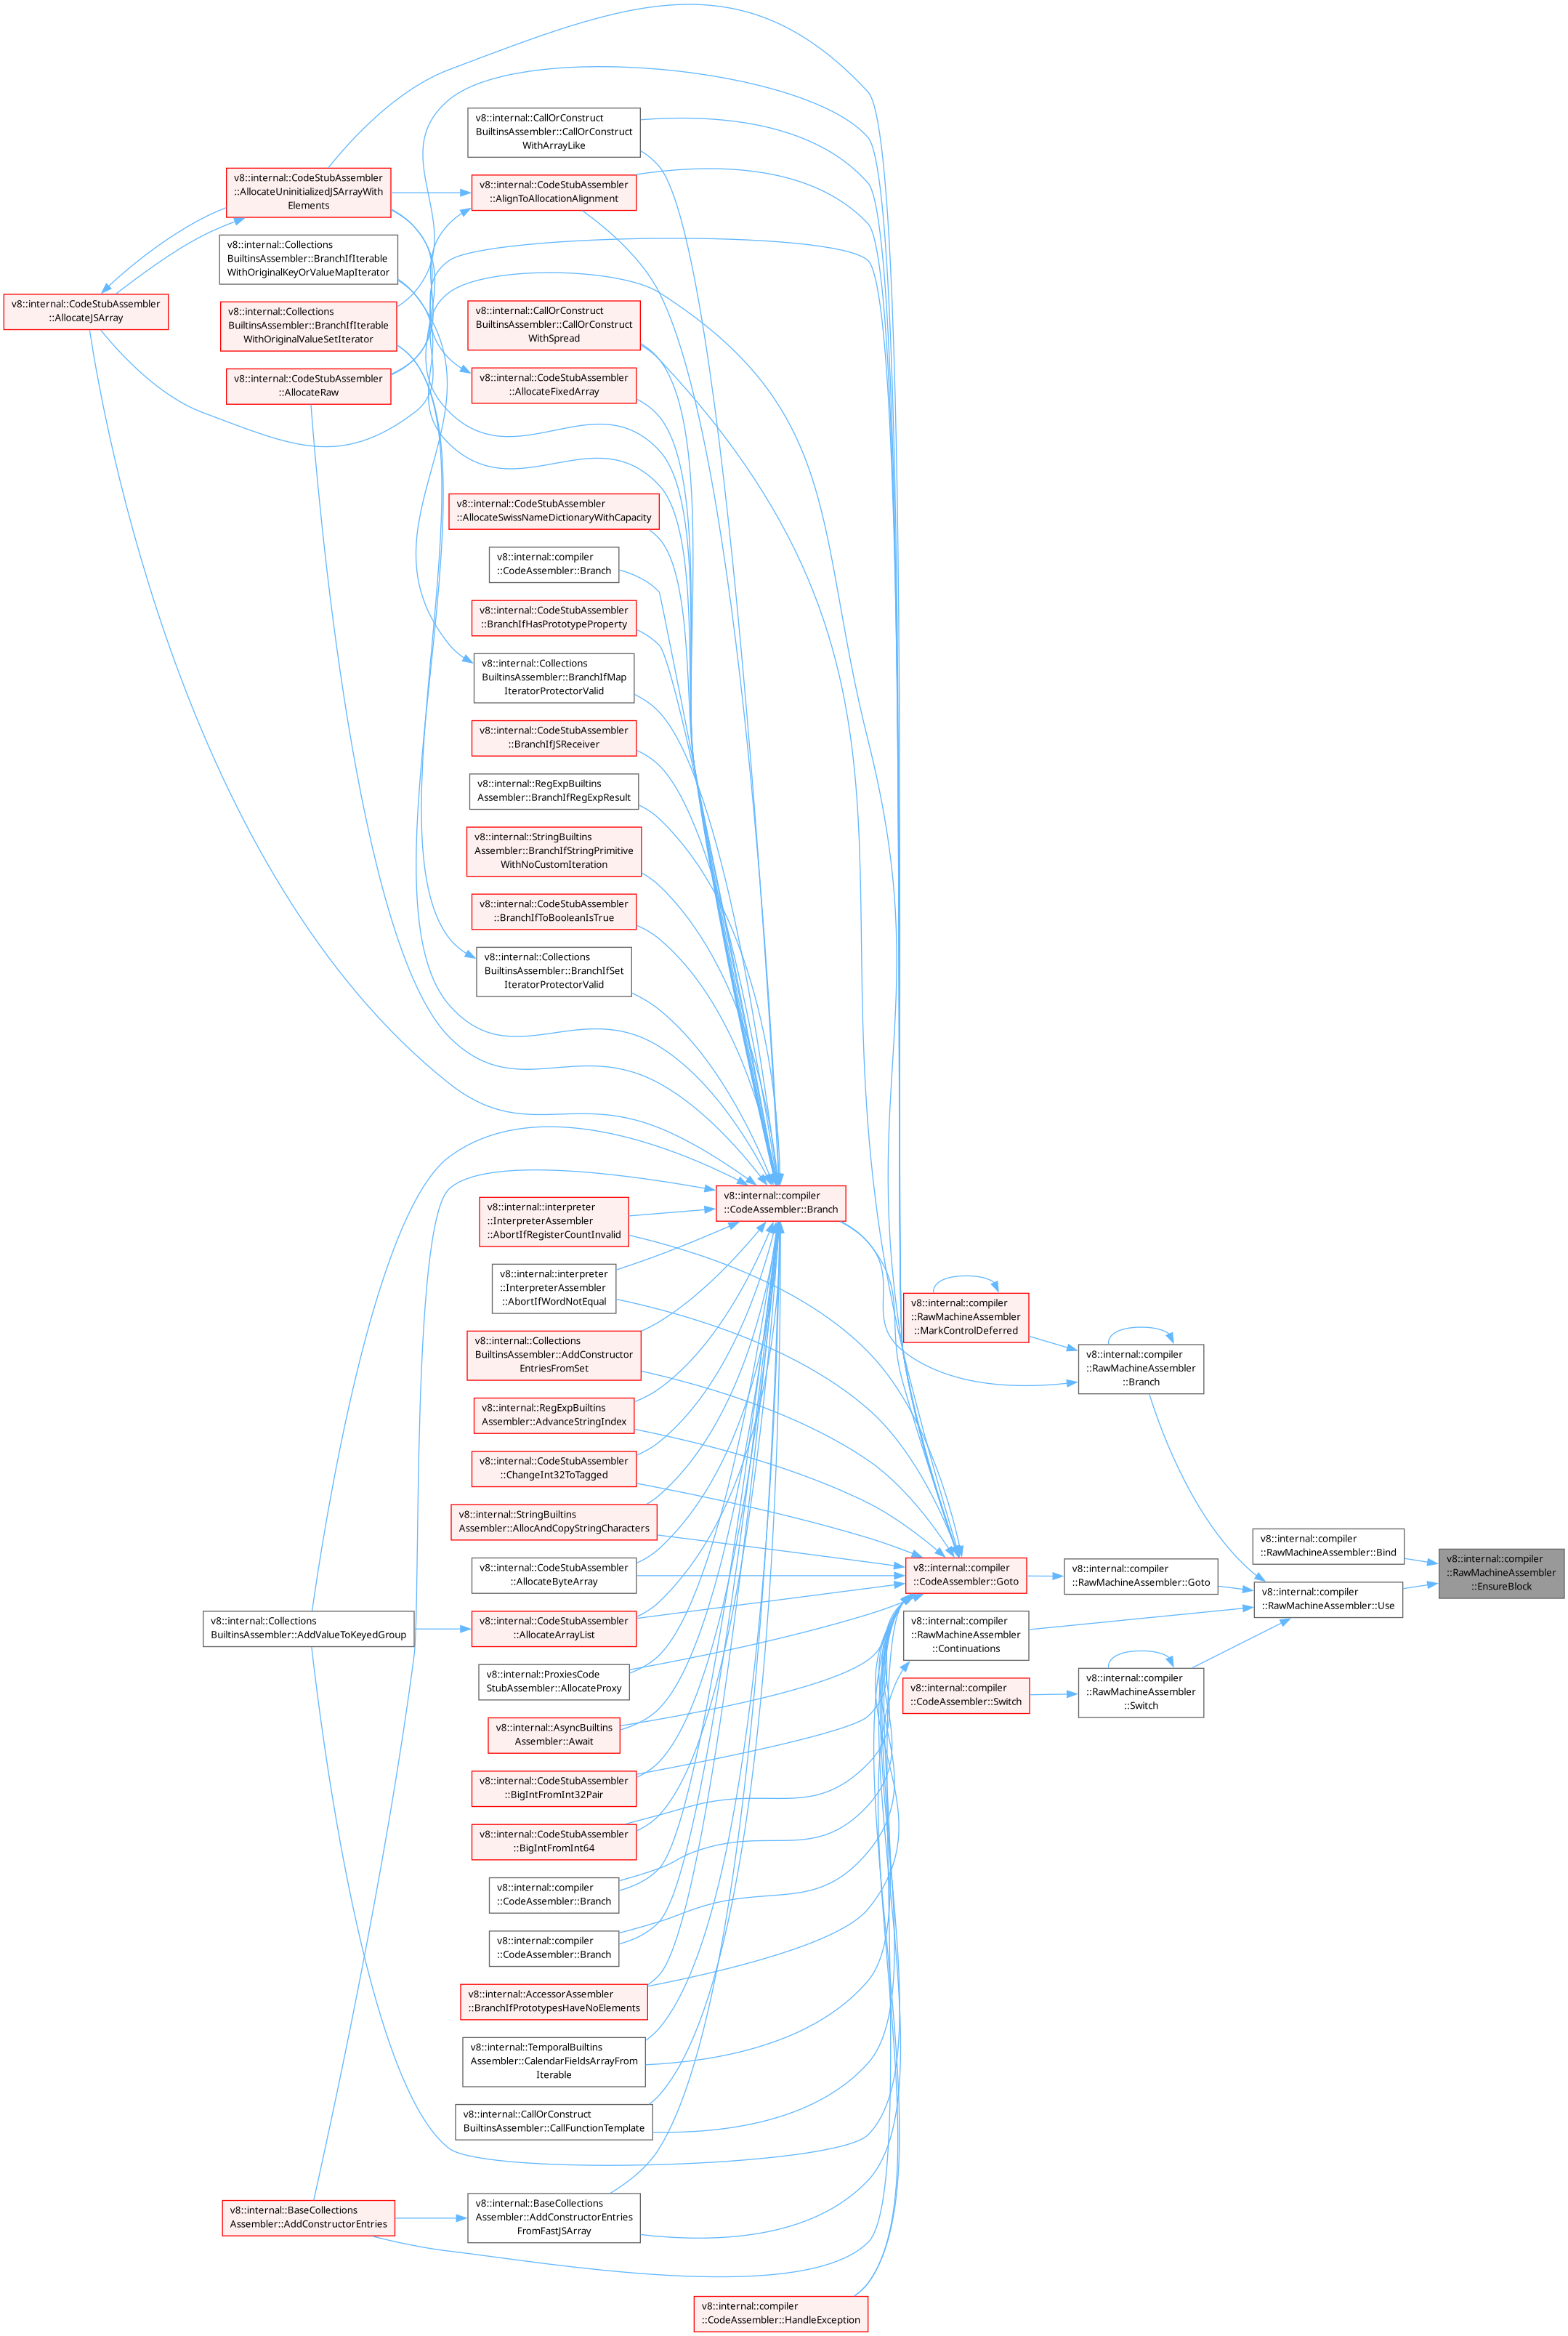 v8::internal::CallOrConstruct
BuiltinsAssembler::CallOrConstruct
WithArrayLike
v8::internal::CodeStubAssembler
::AllocateUninitializedJSArrayWith
Elements
v8::internal::CodeStubAssembler
::AlignToAllocationAlignment
v8::internal::Collections
BuiltinsAssembler::BranchIfIterable
WithOriginalKeyOrValueMapIterator
v8::internal::CodeStubAssembler
::AllocateJSArray
v8::internal::Collections
BuiltinsAssembler::BranchIfIterable
WithOriginalValueSetIterator
v8::internal::CallOrConstruct
BuiltinsAssembler::CallOrConstruct
WithSpread
v8::internal::CodeStubAssembler
::AllocateRaw
v8::internal::CodeStubAssembler
::AllocateFixedArray
v8::internal::CodeStubAssembler
::AllocateSwissNameDictionaryWithCapacity
v8::internal::compiler
::CodeAssembler::Branch
v8::internal::CodeStubAssembler
::BranchIfHasPrototypeProperty
v8::internal::Collections
BuiltinsAssembler::BranchIfMap
IteratorProtectorValid
v8::internal::CodeStubAssembler
::BranchIfJSReceiver
v8::internal::RegExpBuiltins
Assembler::BranchIfRegExpResult
v8::internal::StringBuiltins
Assembler::BranchIfStringPrimitive
WithNoCustomIteration
v8::internal::CodeStubAssembler
::BranchIfToBooleanIsTrue
v8::internal::Collections
BuiltinsAssembler::BranchIfSet
IteratorProtectorValid
v8::internal::compiler
::CodeAssembler::Branch
v8::internal::interpreter
::InterpreterAssembler
::AbortIfRegisterCountInvalid
v8::internal::interpreter
::InterpreterAssembler
::AbortIfWordNotEqual
v8::internal::compiler
::RawMachineAssembler
::MarkControlDeferred
v8::internal::compiler
::RawMachineAssembler
::Branch
v8::internal::Collections
BuiltinsAssembler::AddConstructor
EntriesFromSet
v8::internal::RegExpBuiltins
Assembler::AdvanceStringIndex
v8::internal::CodeStubAssembler
::ChangeInt32ToTagged
v8::internal::StringBuiltins
Assembler::AllocAndCopyStringCharacters
v8::internal::compiler
::RawMachineAssembler::Bind
v8::internal::CodeStubAssembler
::AllocateByteArray
v8::internal::compiler
::CodeAssembler::Goto
v8::internal::compiler
::RawMachineAssembler::Goto
v8::internal::compiler
::RawMachineAssembler::Use
v8::internal::compiler
::RawMachineAssembler
::EnsureBlock
v8::internal::Collections
BuiltinsAssembler::AddValueToKeyedGroup
v8::internal::CodeStubAssembler
::AllocateArrayList
v8::internal::compiler
::RawMachineAssembler
::Continuations
v8::internal::ProxiesCode
StubAssembler::AllocateProxy
v8::internal::compiler
::CodeAssembler::Switch
v8::internal::compiler
::RawMachineAssembler
::Switch
v8::internal::AsyncBuiltins
Assembler::Await
v8::internal::CodeStubAssembler
::BigIntFromInt32Pair
v8::internal::CodeStubAssembler
::BigIntFromInt64
v8::internal::compiler
::CodeAssembler::Branch
v8::internal::compiler
::CodeAssembler::Branch
v8::internal::AccessorAssembler
::BranchIfPrototypesHaveNoElements
v8::internal::TemporalBuiltins
Assembler::CalendarFieldsArrayFrom
Iterable
v8::internal::CallOrConstruct
BuiltinsAssembler::CallFunctionTemplate
v8::internal::BaseCollections
Assembler::AddConstructorEntries
v8::internal::BaseCollections
Assembler::AddConstructorEntries
FromFastJSArray
v8::internal::compiler
::CodeAssembler::HandleException